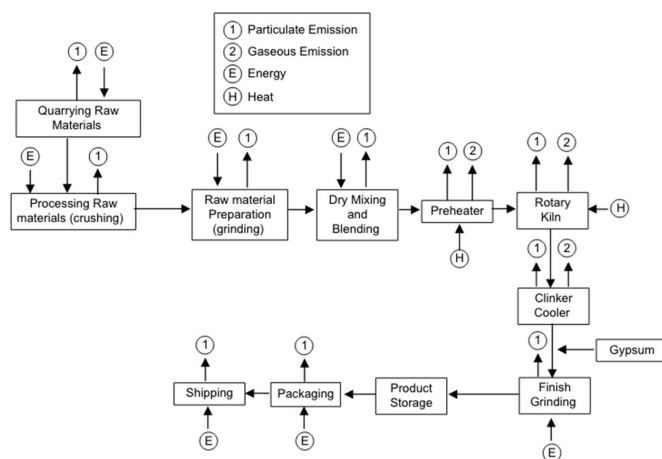 1 Particulate Emission
2 Gaseous Emission
E Energy
H Heat
1 E
Quarrying Raw
Materials
E 1
Processing Raw
materials (crushing)
E 1
Raw material
Preparation
(grinding)
E 1
Dry Mixing
and
Blending
1 2
Preheater
H
1 2
Rotary
Kiln
H
1 2
Clinker
Cooler
Gypsum
1
Finish
Grinding
E
Product
Storage
1
Packaging
E
1
Shipping
E